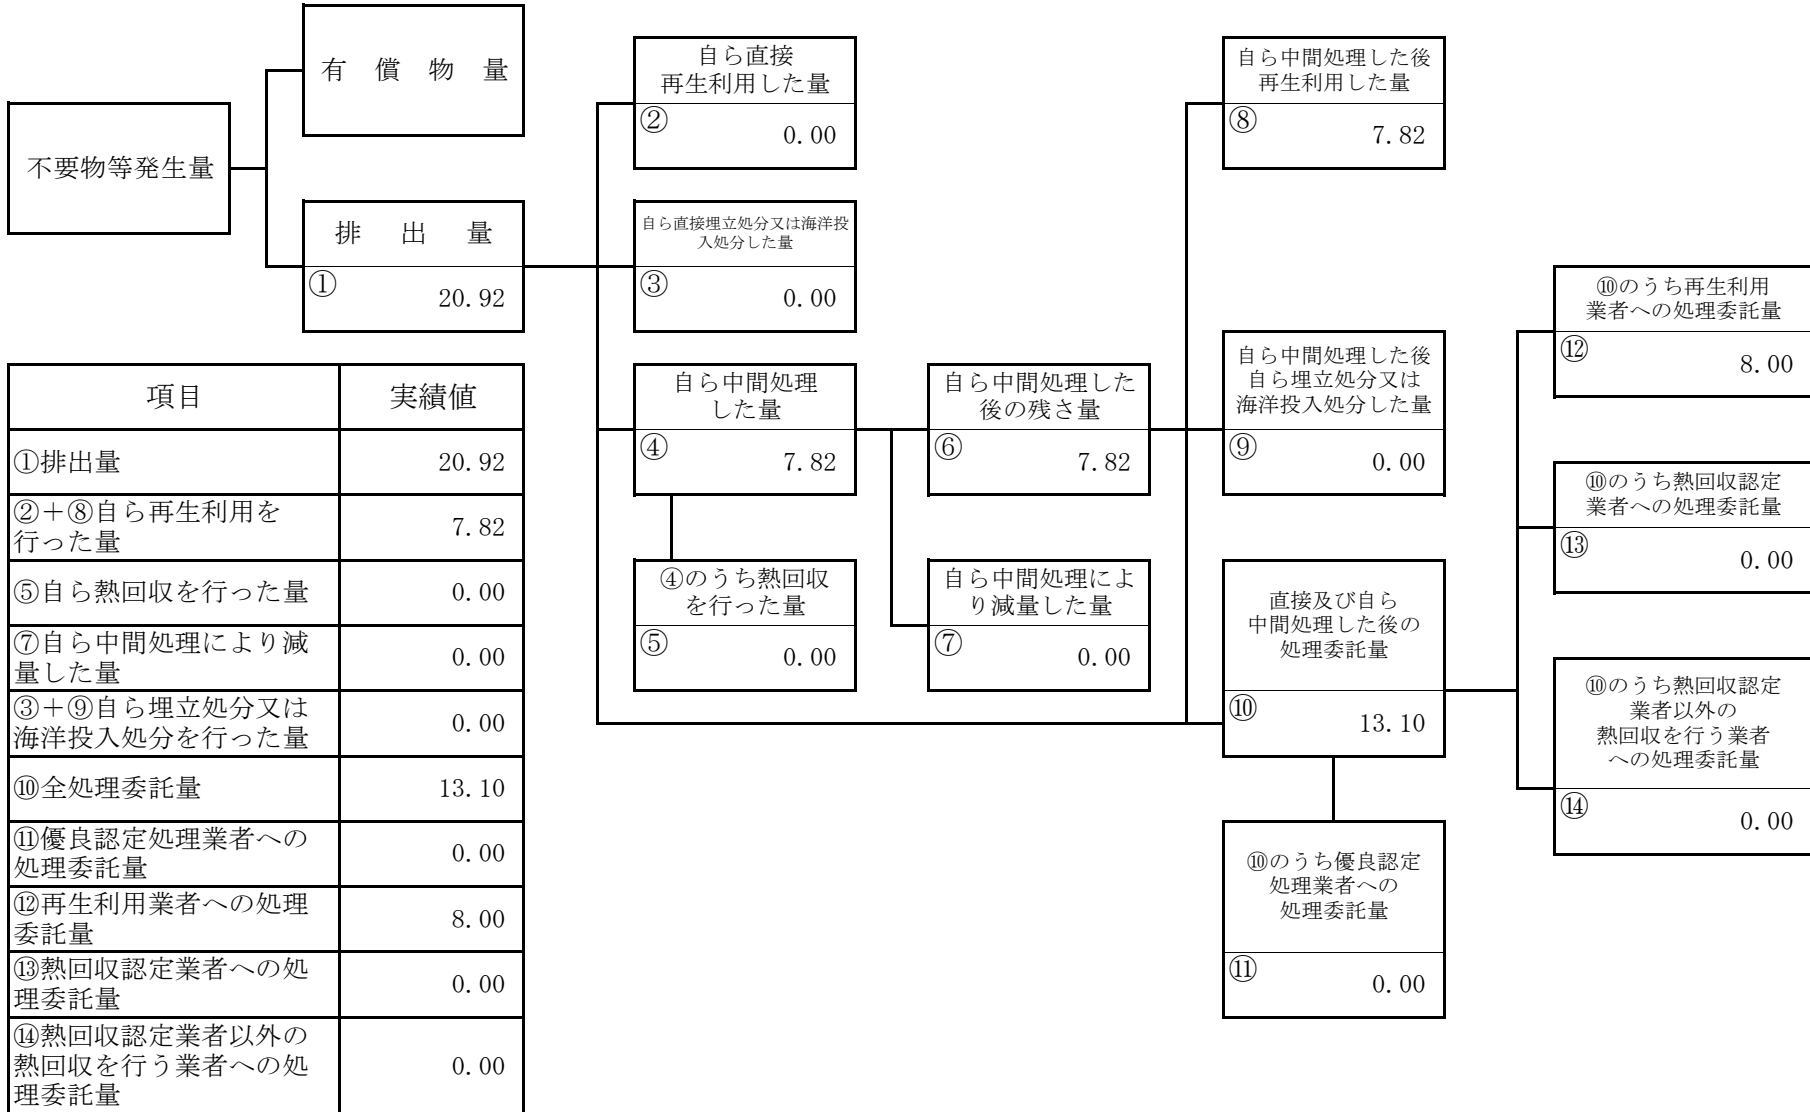 不要物等発生量
有償物量
排出量
①
20.92
自ら直接
再生利用した量
②
0.00
自ら直接埋立処分又は海洋投
入処分した量
③
0.00
自ら中間処理
した量
④
7.82
④のうち熱回収
を行った量
⑤
0.00
自ら中間処理した
後の残さ量
⑥
7.82
自ら中間処理によ
り減量した量
⑦
0.00
自ら中間処理した後
再生利用した量
⑧
7.82
自ら中間処理した後
自ら埋立処分又は
海洋投入処分した量
⑨
0.00
直接及び自ら
中間処理した後の
処理委託量
⑩
13.10
⑩のうち優良認定
処理業者への
処理委託量
⑪
0.00
⑩のうち再生利用
業者への処理委託量
⑫
8.00
⑩のうち熱回収認定
業者への処理委託量
⑬
0.00
⑩のうち熱回収認定
業者以外の
熱回収を行う業者
への処理委託量
⑭
0.00
項目 実績値
①排出量 20.92
②＋⑧自ら再生利用を
行った量 7.82
⑤自ら熱回収を行った量 0.00
⑦自ら中間処理により減
量した量 0.00
③＋⑨自ら埋立処分又は
海洋投入処分を行った量 0.00
⑩全処理委託量 13.10
⑪優良認定処理業者への
処理委託量 0.00
⑫再生利用業者への処理
委託量 8.00
⑬熱回収認定業者への処
理委託量 0.00
⑭熱回収認定業者以外の
熱回収を行う業者への処
理委託量 0.00